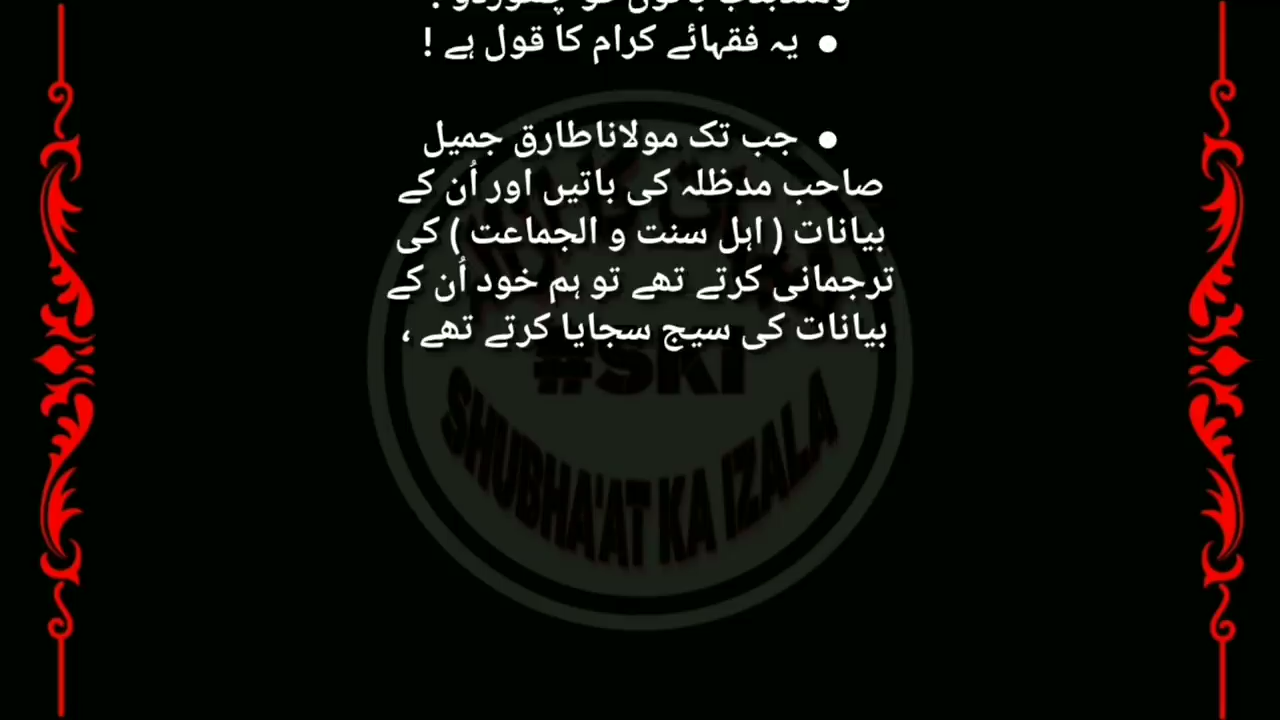 ● یہ فقہائے کرام کا قول ہے !
● جب تک مولاناطارق جمیل
صاحب مدظلہ کی باتیں اور اُن کے
بیانات ( اہل سنت و الجماعت ) کی
ترجمانی کرتے تھے تو ہم خود اُن کے
بیانات کی سیج سجایا کرتے تھے ،
#SKI
SHUBHA'AT KA IZALA